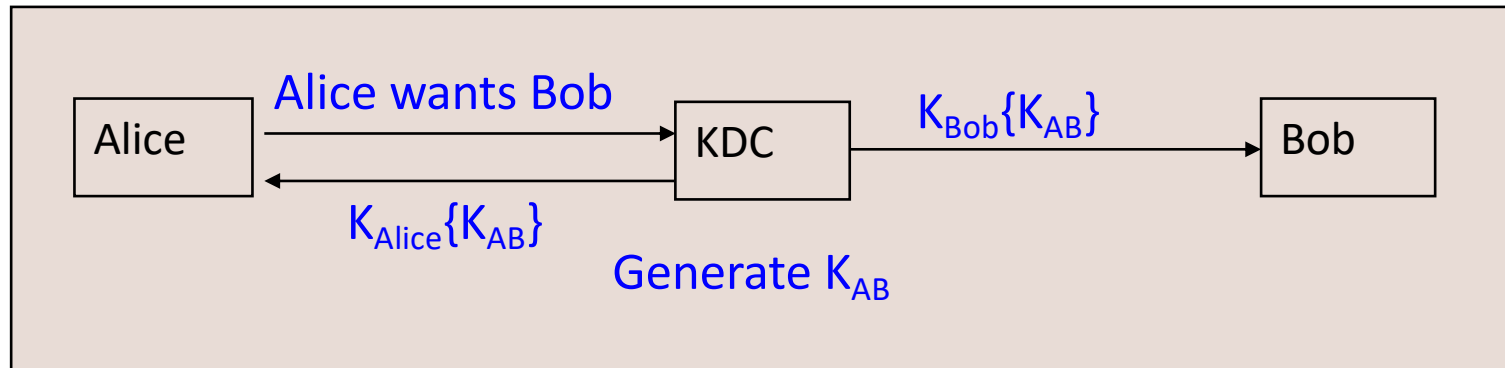 Alice wants Bob
Alice
KDC
K_Bob{K_AB}
Bob
K_Alice{K_AB}
Generate K_AB